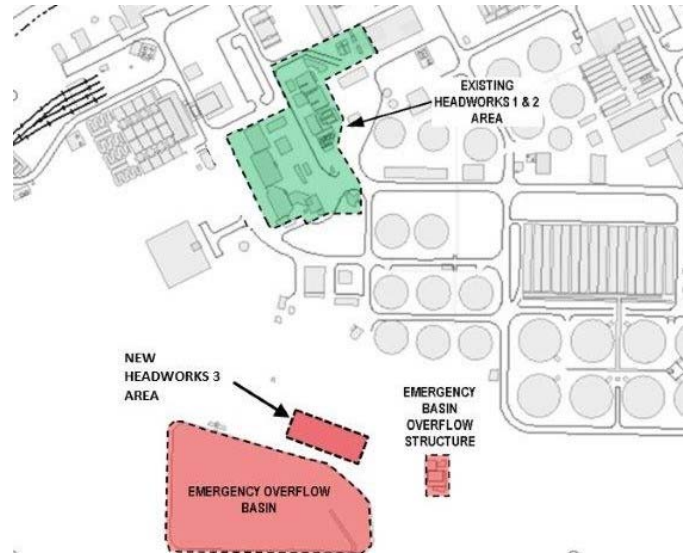 EXISTING
HEADWORKS 1 & 2
AREA
NEW
HEADWORKS 3
AREA
EMERGENCY
BASIN
OVERFLOW
STRUCTURE
EMERGENCY OVERFLOW
BASIN